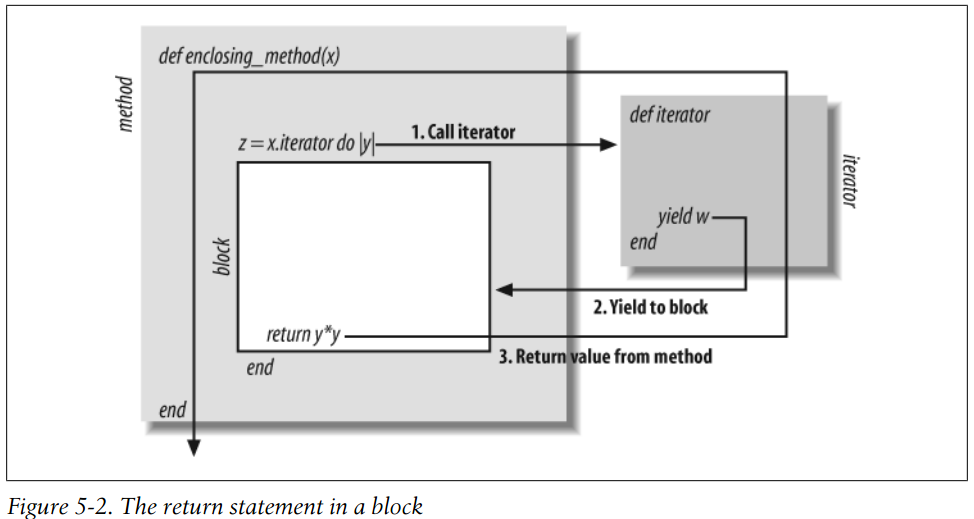 def enclosing_method(x)
method
z = x.iterator do |y|
1. Call iterator
def iterator
iterator
yield w
end
block
2. Yield to block
return y*y
3. Return value from method
end
end
Figure 5-2. The return statement in a block